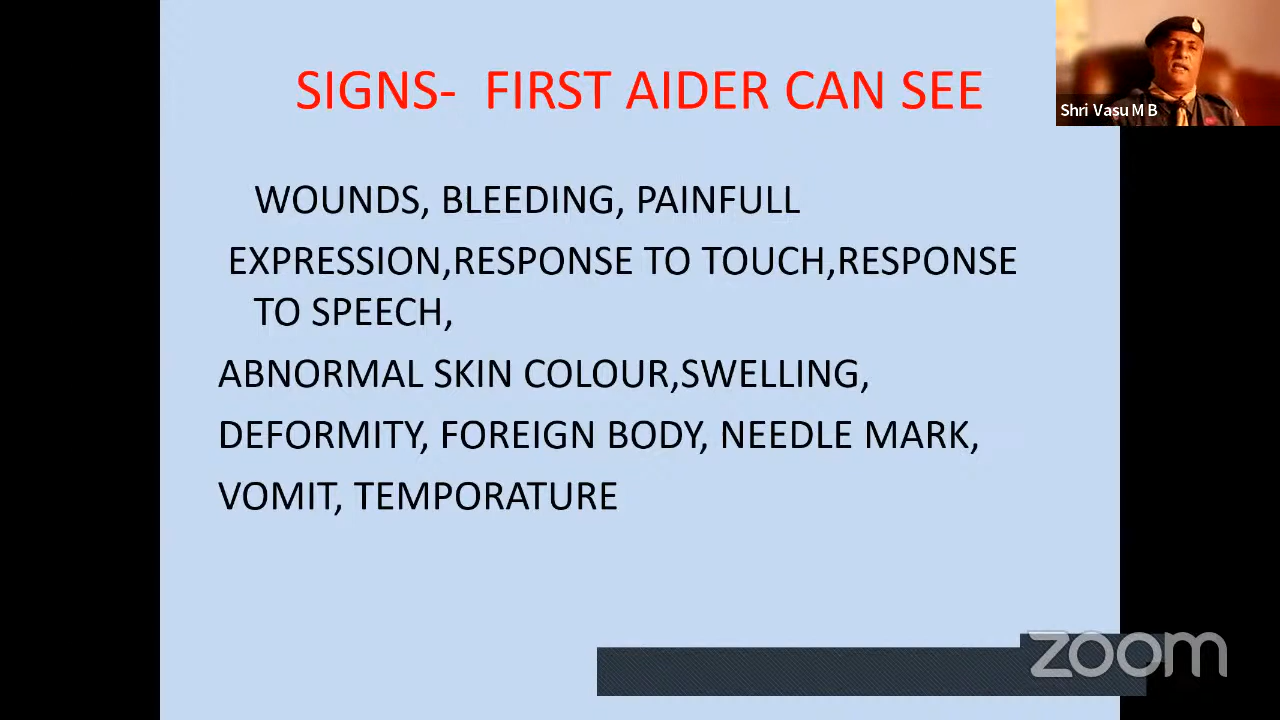 SIGNS- FIRST AIDER CAN SEE
Shri Vasu M B
WOUNDS, BLEEDING, PAINFULL
EXPRESSION,RESPONSE TO TOUCH,RESPONSE
TO SPEECH,
ABNORMAL SKIN COLOUR,SWELLING,
DEFORMITY, FOREIGN BODY, NEEDLE MARK,
VOMIT, TEMPORATURE
zoom